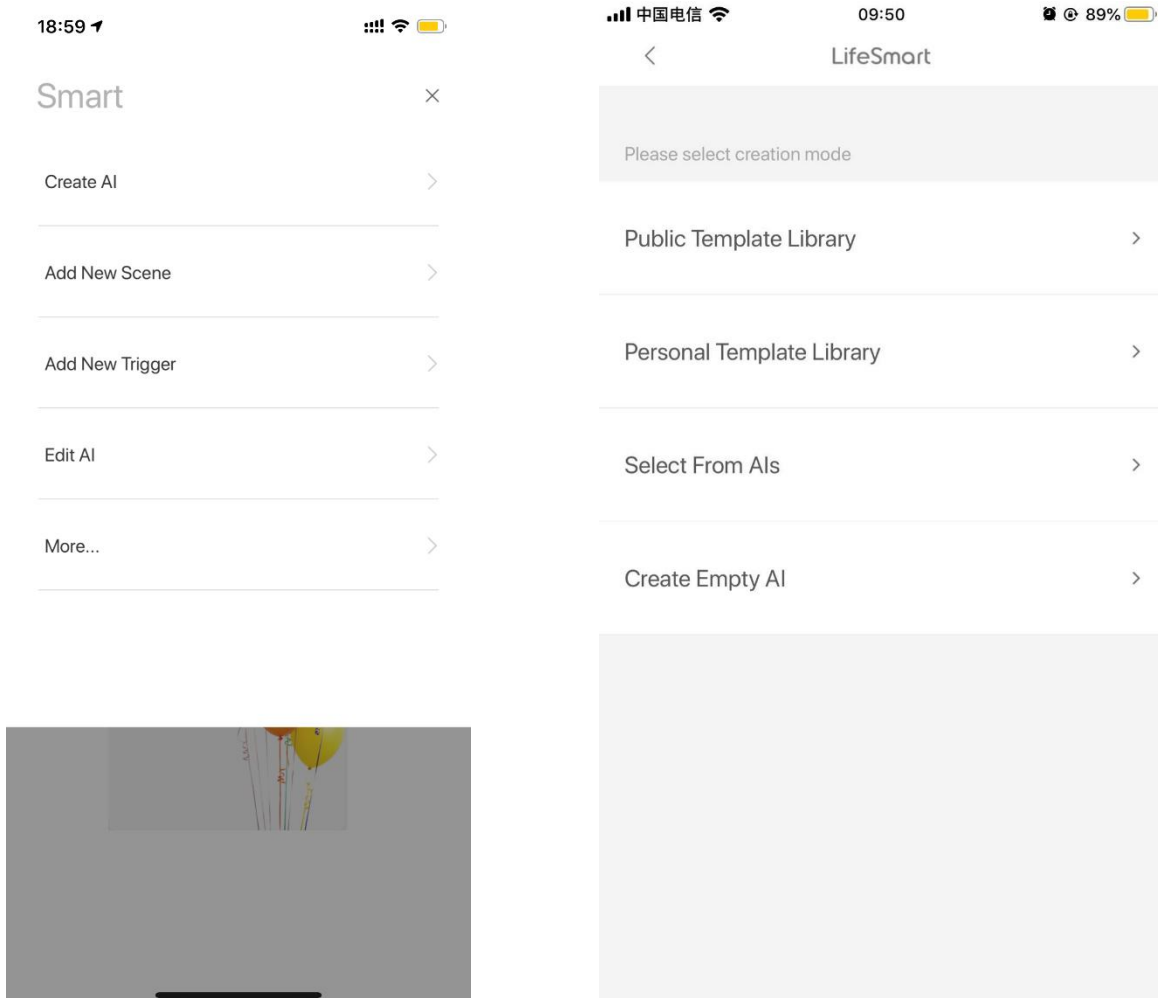 18:59
Smart
Create AI
Add New Scene
Add New Trigger
Edit AI
More...
中国电信 09:50 89%
LifeSmart
Please select creation mode
Public Template Library
Personal Template Library
Select From AIs
Create Empty AI